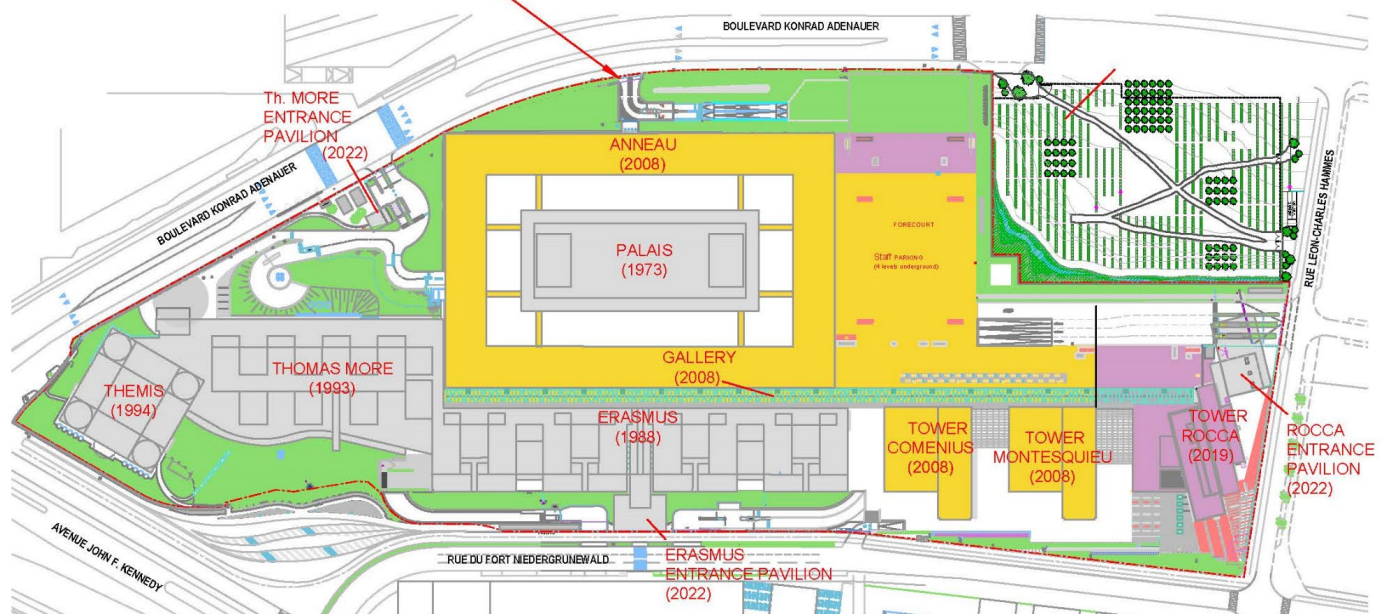 BOULEVARD KONRAD ADENAUER
Th. MORE
ENTRANCE
PAVILION
(2022)
BOULEVARD KONRAD ADENAUER
ANNEAU
(2008)
PALAIS
(1973)
FORECOURT
Staff PARKING
(4 levels underground)
RUE LEON-CHARLES HAMMES
GALLERY
(2008)
THOMAS MORE
(1993)
THEMIS
(1994)
ERASMUS
(1988)
TOWER
COMENIUS
(2008)
TOWER
MONTESQUIEU
(2008)
TOWER
ROCCA
(2019)
ROCCA
ENTRANCE
PAVILION
(2022)
AVENUE JOHN F. KENNEDY
RUE DU FORT NIEDERGRUNEWALD
ERASMUS
ENTRANCE PAVILION
(2022)